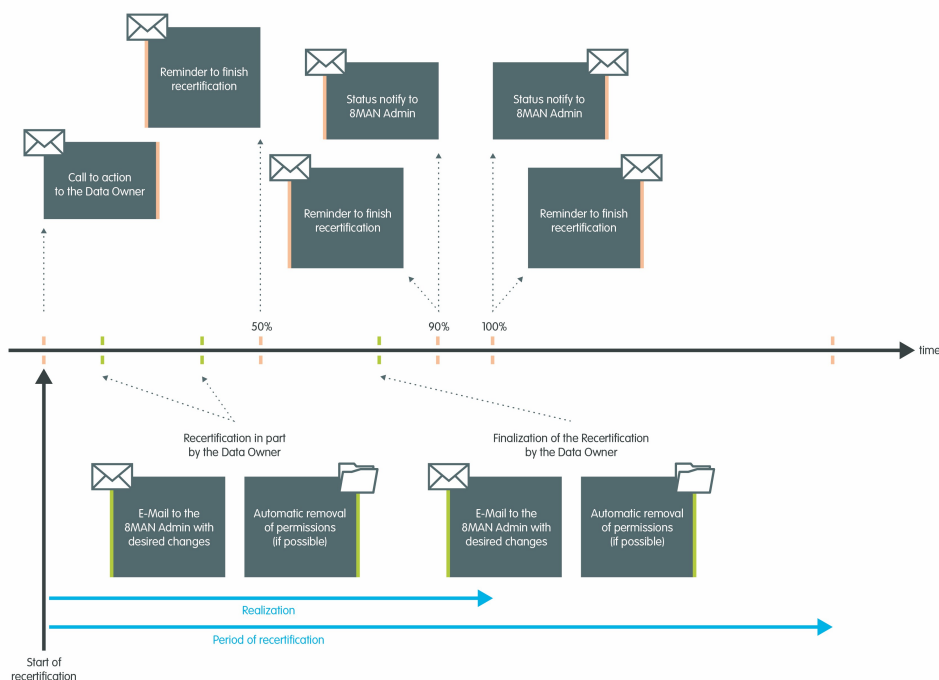 Reminder to finish
recertification
Status notify to
8MAN Admin
Status notify to
8MAN Admin
Call to action
to the Data Owner
Reminder to finish
recertification
Reminder to finish
recertification
50%
90%
100%
time
Recertification in part
by the Data Owner
Finalization of the Recertification
by the Data Owner
E-Mail to the
8MAN Admin with
desired changes
Automatic removal
of permissions
(if possible)
E-Mail to the
8MAN Admin with
desired changes
Automatic removal
of permissions
(if possible)
Realization
Period of recertification
Start of
recertification